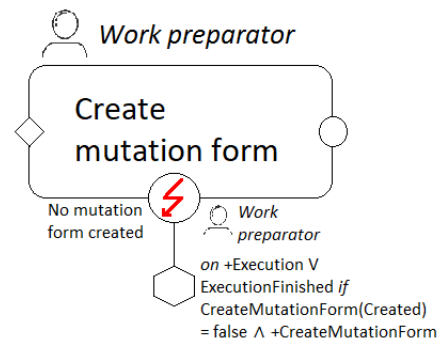 Work preparator
Create
mutation form
No mutation
form created
Work
preparator
on +Execution V
ExecutionFinished if
CreateMutationForm(Created)
= false ∧ +CreateMutationForm